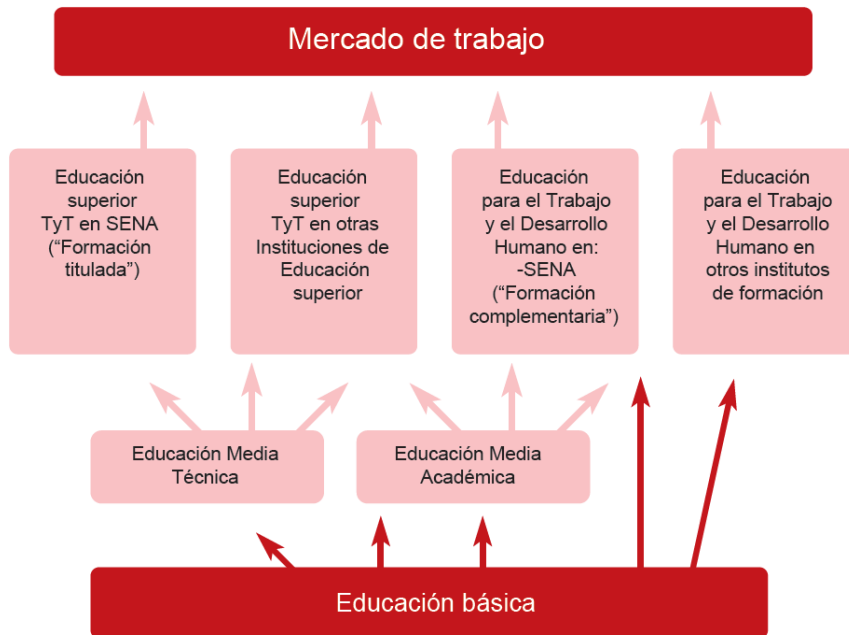 Mercado de trabajo
Educación
superior
TyT en SENA
(“Formación
titulada”)
Educación
superior
TyT en otras
Instituciones de
Educación
superior
Educación
para el Trabajo
y el Desarrollo
Humano en:
-SENA
(“Formación
complementaria”)
Educación
para el Trabajo
y el Desarrollo
Humano en
otros institutos
de formación
Educación Media
Técnica
Educación Media
Académica
Educación básica